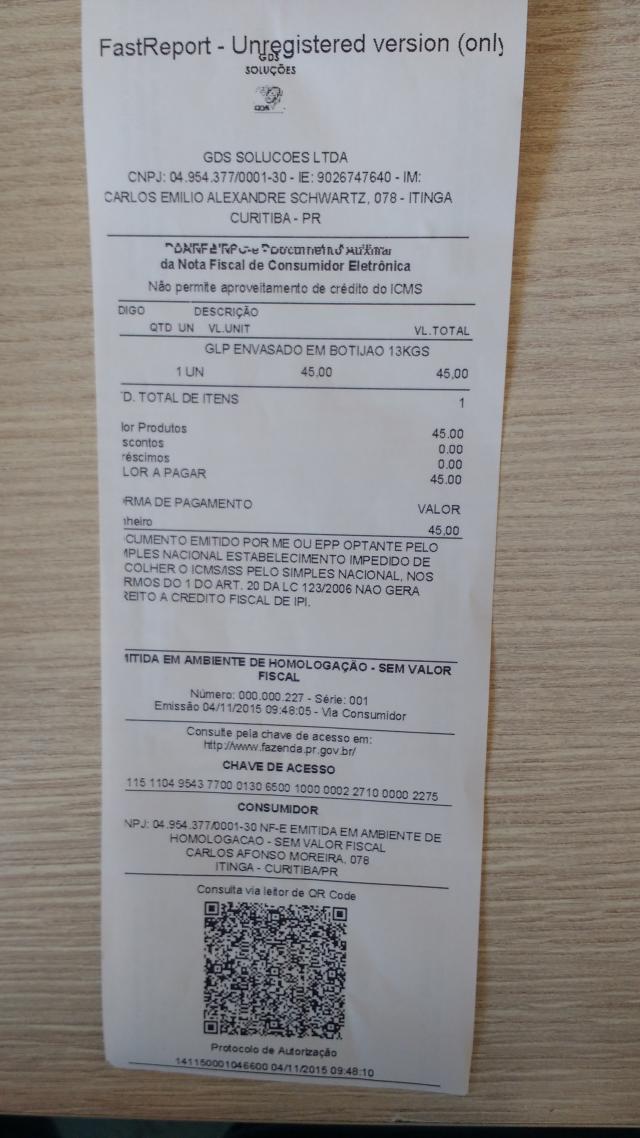 FastReport - Unregistered version (only
GDS
SOLUÇÕES
GDS SOLUCOES LTDA
CNPJ: 04.954.377/0001-30 - IE: 9026747640 - IM:
CARLOS EMILIO ALEXANDRE SCHWARTZ, 078 - ITINGA
CURITIBA - PR
da Nota Fiscal de Consumidor Eletrônica
Não permite aproveitamento de crédito do ICMS
DIGO DESCRIÇÃO
QTD UN VL.UNIT VL.TOTAL
GLP ENVASADO EM BOTIJAO 13KGS
1 UN 45,00 45,00
D. TOTAL DE ITENS 1
lor Produtos 45.00
scontos 0.00
réscimos 0.00
LOR A PAGAR 45.00
RMA DE PAGAMENTO VALOR
nheiro 45,00
CUMENTO EMITIDO POR ME OU EPP OPTANTE PELO
MPLES NACIONAL ESTABELECIMENTO IMPEDIDO DE
COLHER O ICMS/ISS PELO SIMPLES NACIONAL, NOS
RMOS DO 1 DO ART. 20 DA LC 123/2006 NAO GERA
REITO A CREDITO FISCAL DE IPI.
MITIDA EM AMBIENTE DE HOMOLOGAÇÃO - SEM VALOR
FISCAL
Número: 000.000.227 - Série: 001
Emissão 04/11/2015 09:48:05 - Via Consumidor
Consulte pela chave de acesso em:
http://www.fazenda.pr.gov.br/
CHAVE DE ACESSO
115 1104 9543 7700 0130 6500 1000 0002 2710 0000 2275
CONSUMIDOR
NPJ: 04.954.377/0001-30 NF-E EMITIDA EM AMBIENTE DE
HOMOLOGACAO - SEM VALOR FISCAL
CARLOS AFONSO MOREIRA, 078
ITINGA - CURITIBA/PR
Consulta via leitor de QR Code
Protocolo de Autorização
141150001046600 04/11/2015 09:48:10